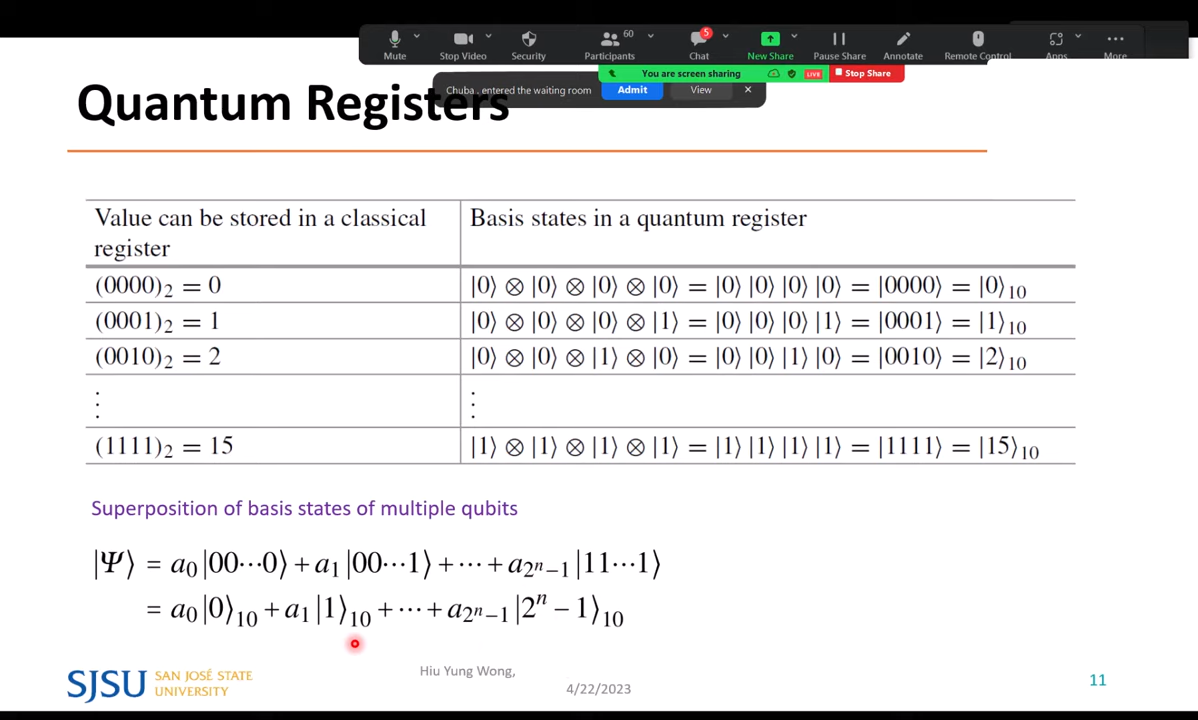 60
5
Mute Stop Video Security Participants Chat New Share Pause Share Annotate Remote Control Apps More
You are screen sharing LIVE Stop Share
Chuba , entered the waiting room Admit View
Quantum Registers
Value can be stored in a classical register
Basis states in a quantum register
(0000)₂ = 0 |0⟩ ⊗ |0⟩ ⊗ |0⟩ ⊗ |0⟩ = |0⟩ |0⟩ |0⟩ |0⟩ = |0000⟩ = |0⟩₁₀
(0001)₂ = 1 |0⟩ ⊗ |0⟩ ⊗ |0⟩ ⊗ |1⟩ = |0⟩ |0⟩ |0⟩ |1⟩ = |0001⟩ = |1⟩₁₀
(0010)₂ = 2 |0⟩ ⊗ |0⟩ ⊗ |1⟩ ⊗ |0⟩ = |0⟩ |0⟩ |1⟩ |0⟩ = |0010⟩ = |2⟩₁₀
⋮ ⋮
(1111)₂ = 15 |1⟩ ⊗ |1⟩ ⊗ |1⟩ ⊗ |1⟩ = |1⟩ |1⟩ |1⟩ |1⟩ = |1111⟩ = |15⟩₁₀
Superposition of basis states of multiple qubits
|Ψ⟩ = a₀|00⋯0⟩ + a₁|00⋯1⟩ + ⋯ + a_{2ⁿ−1}|11⋯1⟩
= a₀|0⟩₁₀ + a₁|1⟩₁₀ + ⋯ + a_{2ⁿ−1}|2ⁿ − 1⟩₁₀
SJSU SAN JOSÉ STATE
UNIVERSITY
Hiu Yung Wong,
4/22/2023
11